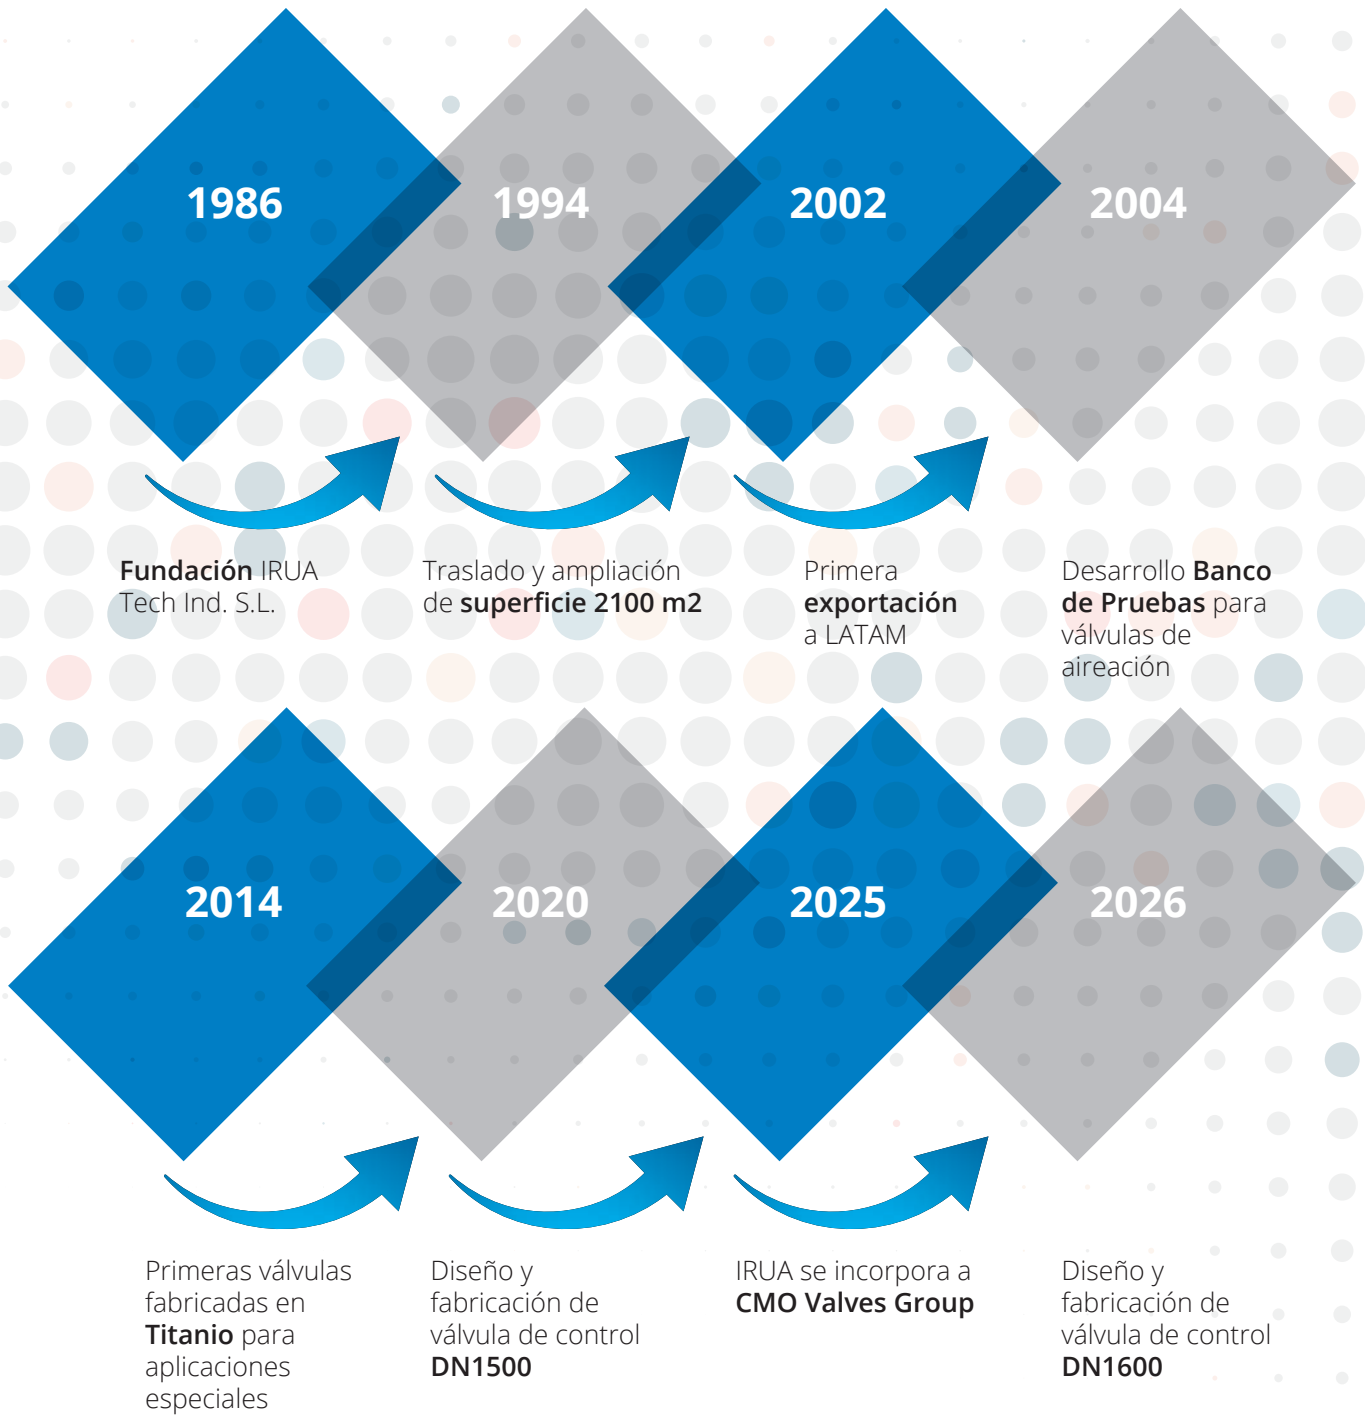 1986
1994
2002
2004
Fundación IRUA
Tech Ind. S.L.
Traslado y ampliación
de superficie 2100 m2
Primera
exportación
a LATAM
Desarrollo Banco
de Pruebas para
válvulas de
aireación
2014
2020
2025
2026
Primeras válvulas
fabricadas en
Titanio para
aplicaciones
especiales
Diseño y
fabricación de
válvula de control
DN1500
IRUA se incorpora a
CMO Valves Group
Diseño y
fabricación de
válvula de control
DN1600